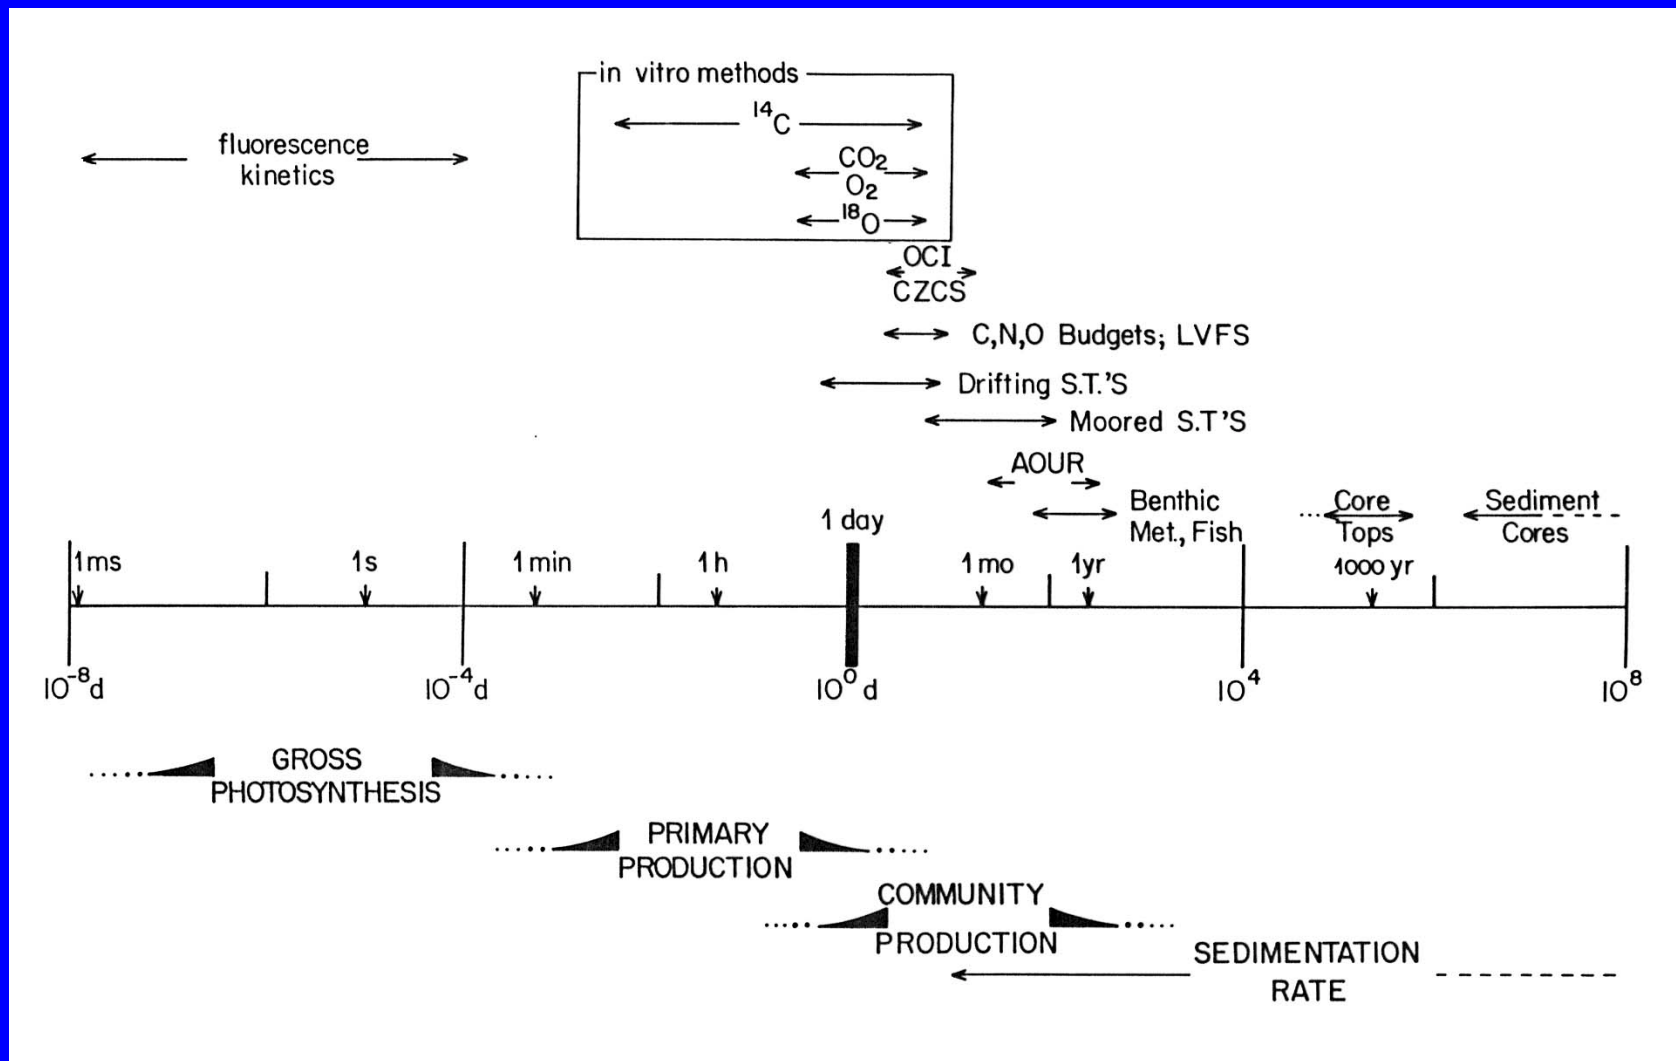 in vitro methods
¹⁴C
fluorescence
kinetics
CO₂
O₂
¹⁸O
OCI
CZCS
C,N,O Budgets; LVFS
Drifting S.T.'S
Moored S.T'S
AOUR
Benthic
Met., Fish
Core
Tops
Sediment
Cores
1 day
1ms
1s
1 min
1h
1 mo
1yr
1000 yr
10⁻⁸d
10⁻⁴d
10⁰d
10⁴
10⁸
GROSS
PHOTOSYNTHESIS
PRIMARY
PRODUCTION
COMMUNITY
PRODUCTION
SEDIMENTATION
RATE